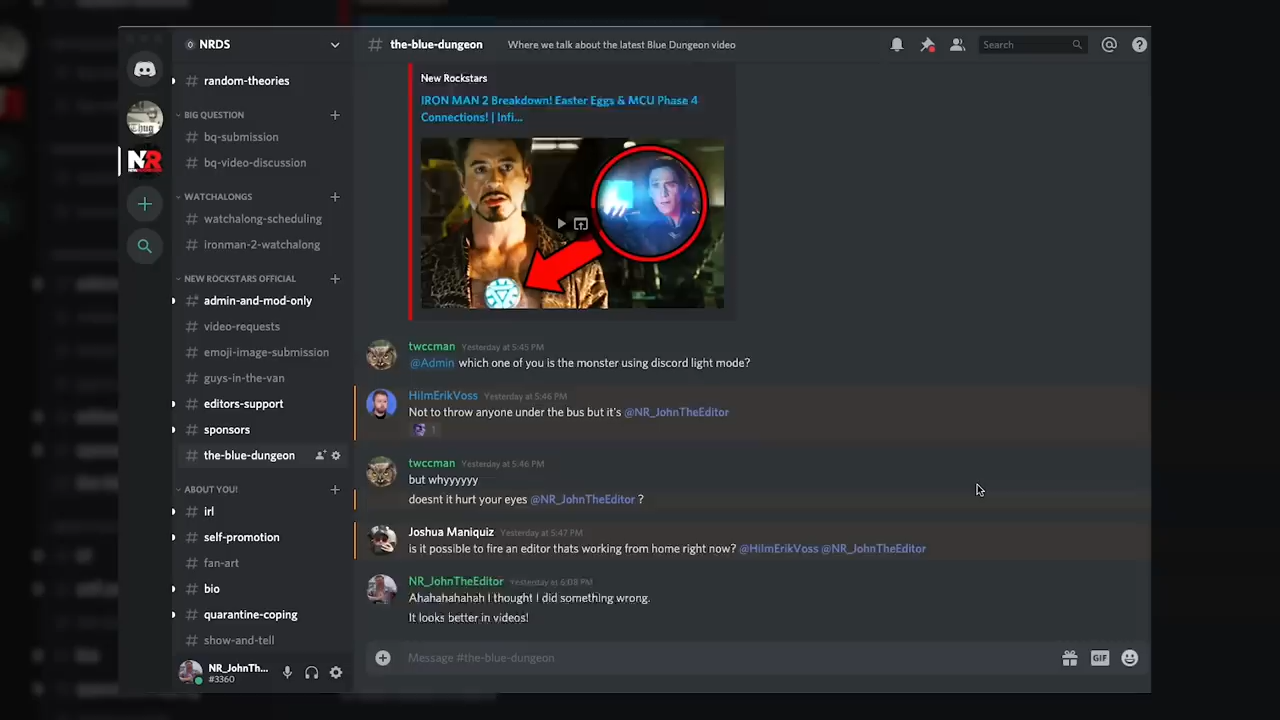 NRDS
random-theories
BIG QUESTION
bq-submission
bq-video-discussion
WATCHALONGS
watchalong-scheduling
ironman-2-watchalong
NEW ROCKSTARS OFFICIAL
admin-and-mod-only
video-requests
emoji-image-submission
guys-in-the-van
editors-support
sponsors
the-blue-dungeon
ABOUT YOU!
irl
self-promotion
fan-art
bio
quarantine-coping
show-and-tell
NR_JohnTh...
#3360
# the-blue-dungeon Where we talk about the latest Blue Dungeon video
Search
New Rockstars
IRON MAN 2 Breakdown! Easter Eggs & MCU Phase 4
Connections! | Infi...
twccman Yesterday at 5:45 PM
@Admin which one of you is the monster using discord light mode?
HiImErikVoss Yesterday at 5:46 PM
Not to throw anyone under the bus but it's @NR_JohnTheEditor
1
twccman Yesterday at 5:46 PM
but whyyyyyy
doesnt it hurt your eyes @NR_JohnTheEditor ?
Joshua Maniquiz Yesterday at 5:47 PM
is it possible to fire an editor thats working from home right now? @HiImErikVoss @NR_JohnTheEditor
NR_JohnTheEditor Yesterday at 6:08 PM
Ahahahahahah I thought I did something wrong.
It looks better in videos!
Message #the-blue-dungeon
GIF